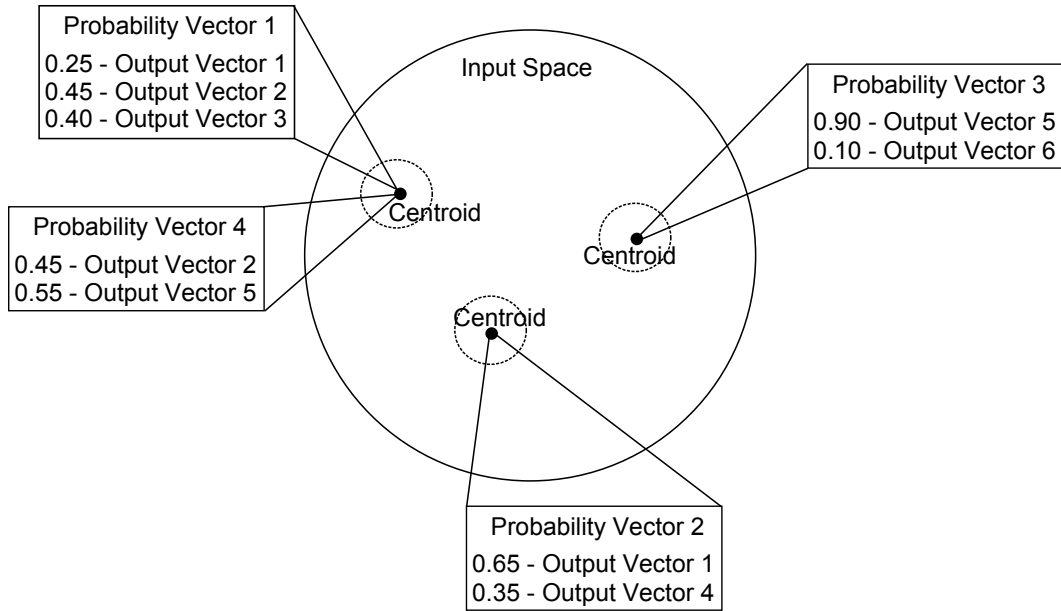 Probability Vector 1
0.25 - Output Vector 1
0.45 - Output Vector 2
0.40 - Output Vector 3
Input Space
Probability Vector 3
0.90 - Output Vector 5
0.10 - Output Vector 6
Centroid
Probability Vector 4
0.45 - Output Vector 2
0.55 - Output Vector 5
Centroid
Centroid
Probability Vector 2
0.65 - Output Vector 1
0.35 - Output Vector 4